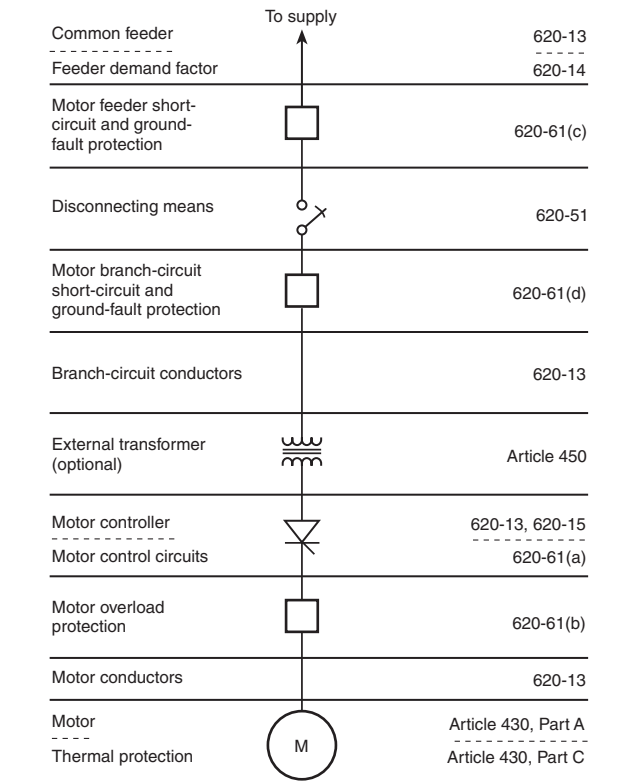 To supply
Common feeder
620-13
Feeder demand factor
620-14
Motor feeder short-
circuit and ground-
fault protection
620-61(c)
Disconnecting means
620-51
Motor branch-circuit
short-circuit and
ground-fault protection
620-61(d)
Branch-circuit conductors
620-13
External transformer
(optional)
Article 450
Motor controller
620-13, 620-15
Motor control circuits
620-61(a)
Motor overload
protection
620-61(b)
Motor conductors
620-13
Motor
Article 430, Part A
M
Thermal protection
Article 430, Part C